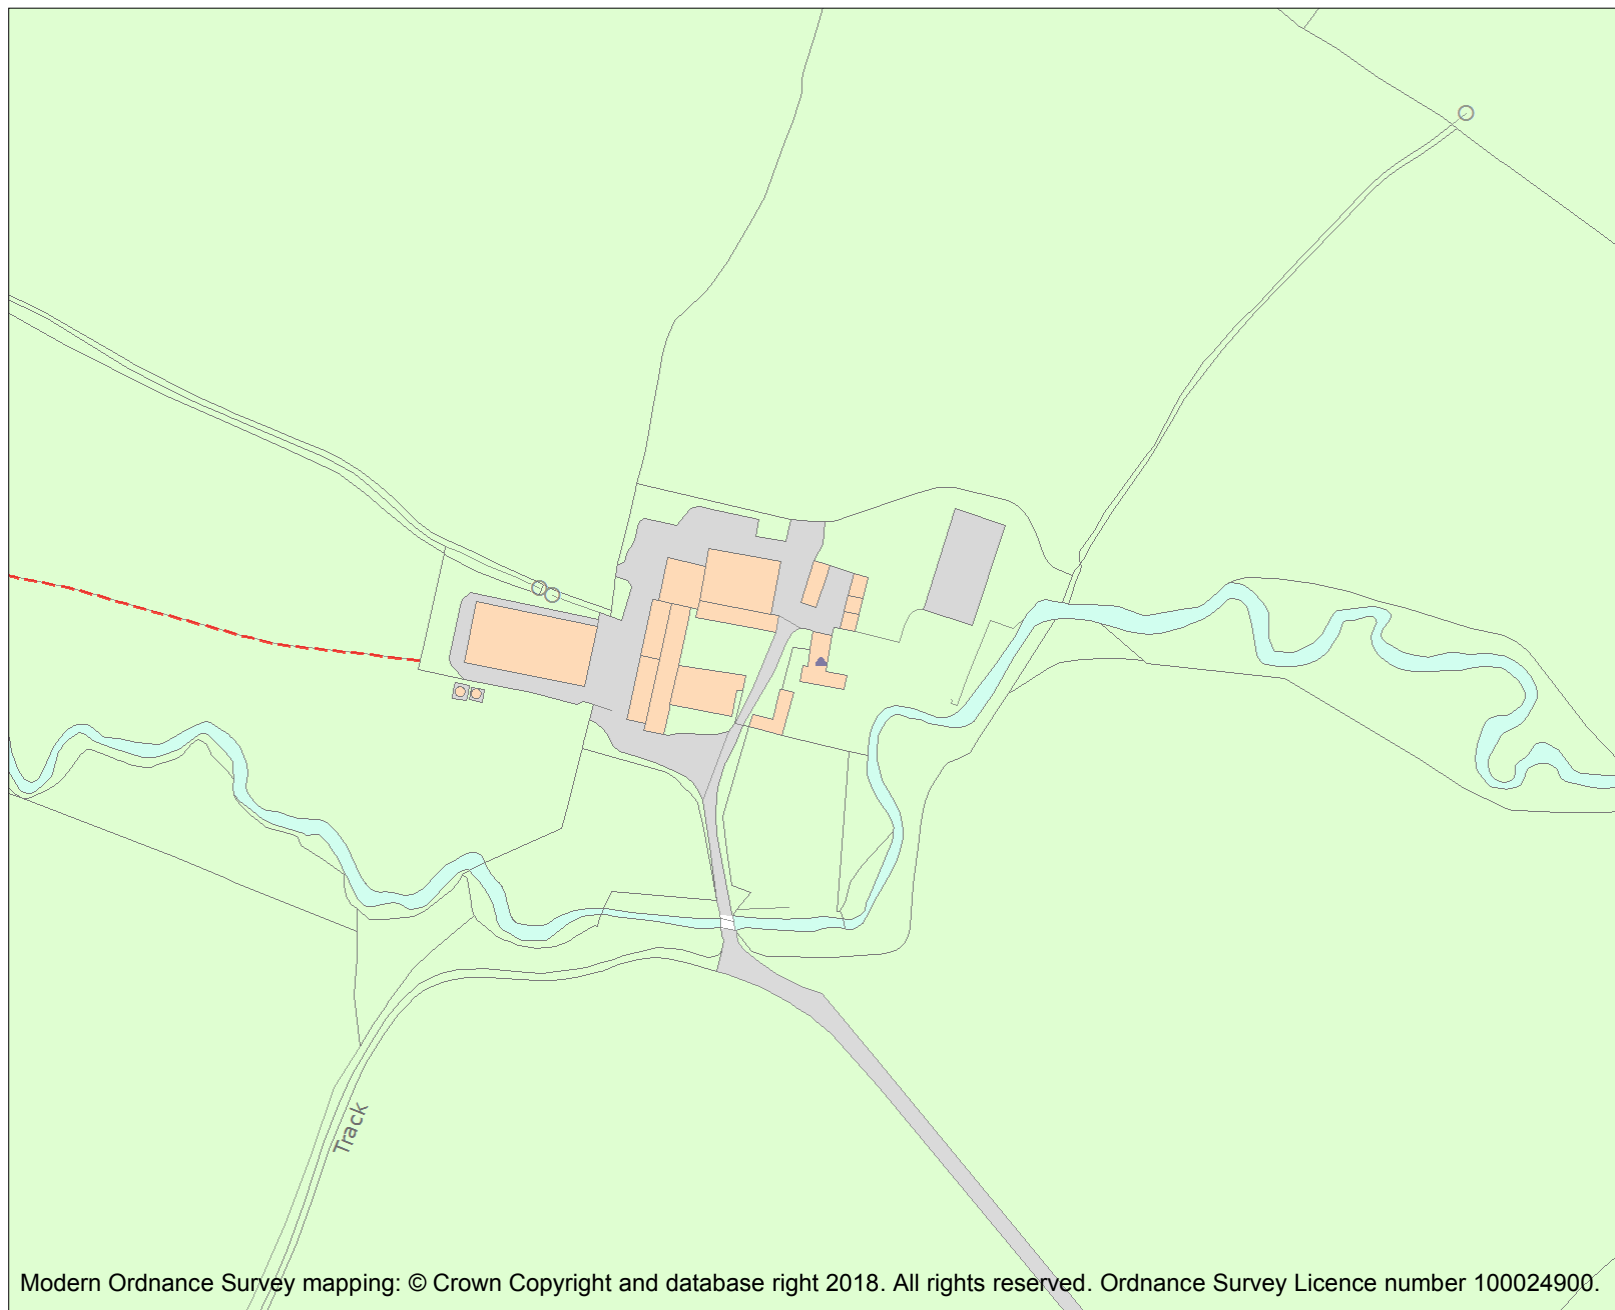 Track
Modern Ordnance Survey mapping: © Crown Copyright and database right 2018. All rights reserved. Ordnance Survey Licence number 100024900.